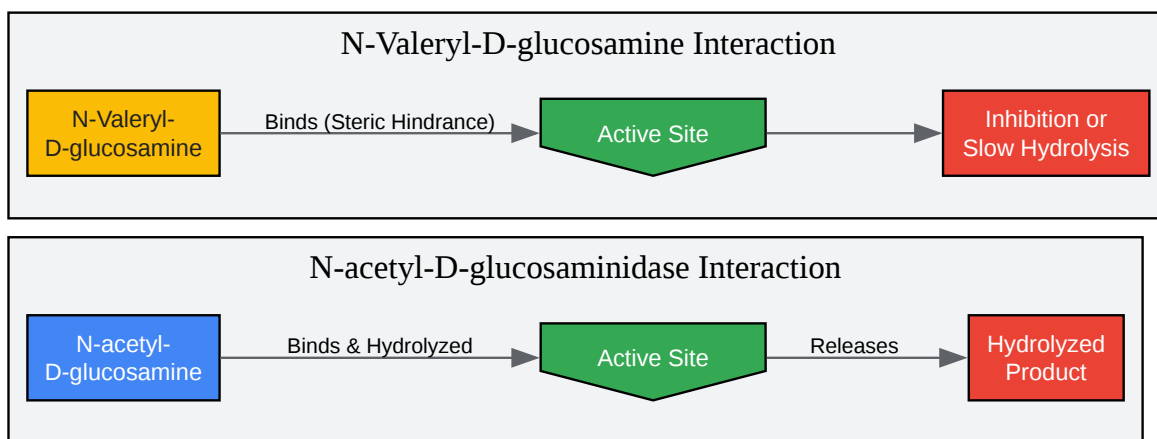 N-Valeryl-D-glucosamine Interaction
N-Valeryl-
D-glucosamine
Binds (Steric Hindrance)
Active Site
Inhibition or
Slow Hydrolysis
N-acetyl-D-glucosaminidase Interaction
N-acetyl-
D-glucosamine
Binds & Hydrolyzed
Active Site
Releases
Hydrolyzed
Product